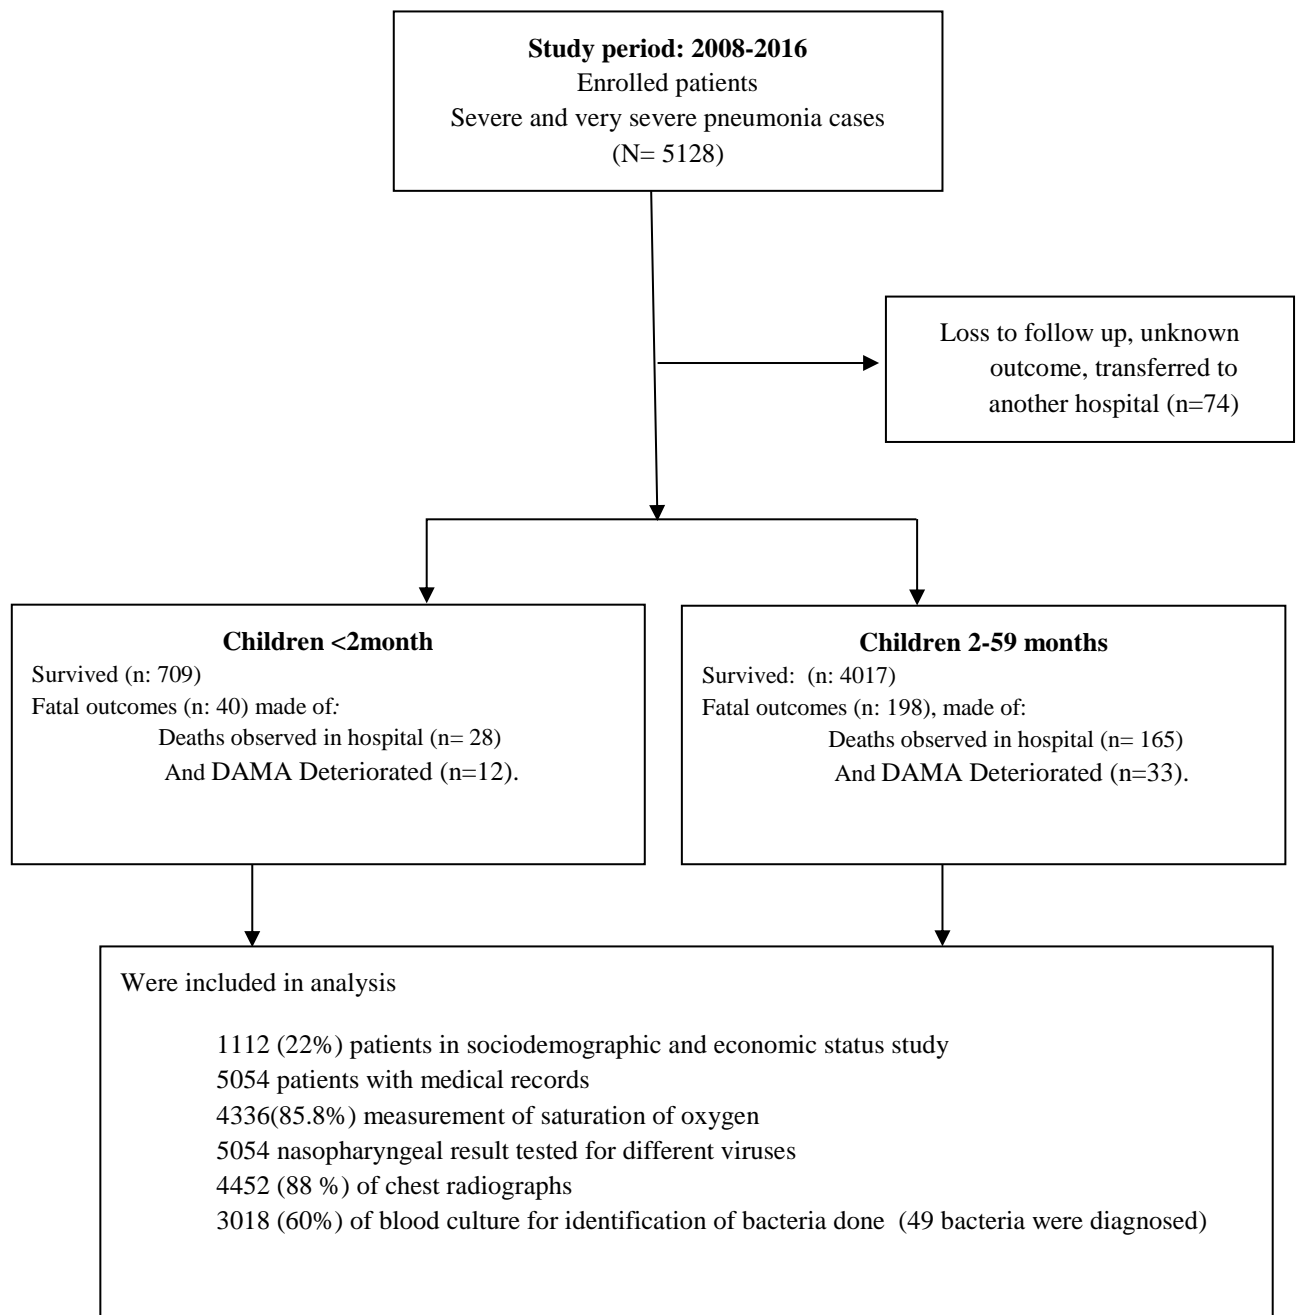 Study period: 2008-2016
Enrolled patients
Severe and very severe pneumonia cases
(N= 5128)
Loss to follow up, unknown
outcome, transferred to
another hospital (n=74)
Children <2month
Survived (n: 709)
Fatal outcomes (n: 40) made of:
Deaths observed in hospital (n= 28)
And DAMA Deteriorated (n=12).
Children 2-59 months
Survived:  (n: 4017)
Fatal outcomes (n: 198), made of:
Deaths observed in hospital (n= 165)
And DAMA Deteriorated (n=33).
Were included in analysis
1112 (22%) patients in sociodemographic and economic status study
5054 patients with medical records
4336(85.8%) measurement of saturation of oxygen
5054 nasopharyngeal result tested for different viruses
4452 (88 %) of chest radiographs
3018 (60%) of blood culture for identification of bacteria done  (49 bacteria were diagnosed)